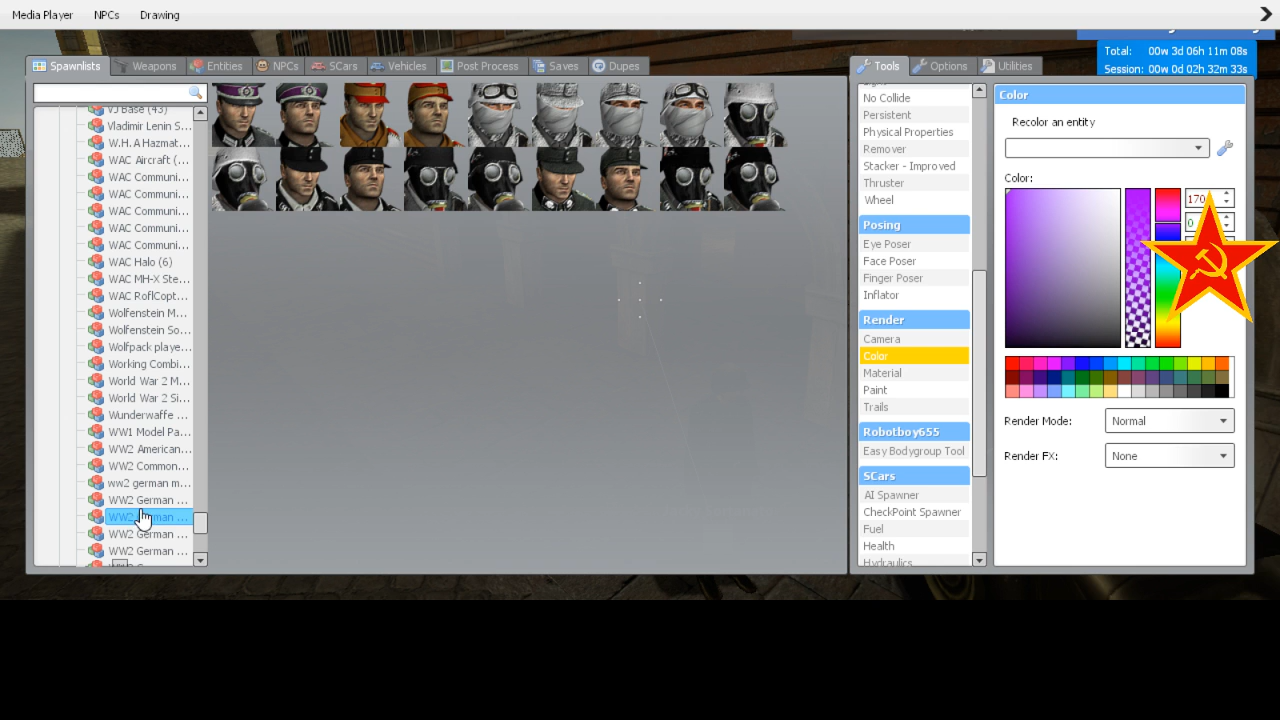 Media Player NPCs Drawing
Total: 00w 3d 06h 11m 08s
Session: 00w 0d 02h 32m 33s
Spawnlists Weapons Entities NPCs SCars Vehicles Post Process Saves Dupes
VJ Base (43)
Vladimir Lenin S...
W.H.A Hazmat...
WAC Aircraft (...
WAC Communi...
WAC Communi...
WAC Communi...
WAC Communi...
WAC Communi...
WAC Halo (6)
WAC MH-X Ste...
WAC RoflCopt...
Wolfenstein M...
Wolfenstein So...
Wolfpack playe...
Working Combi...
World War 2 M...
World War 2 Si...
Wunderwaffe ...
WW1 Model Pa...
WW2 American...
WW2 Common...
ww2 german m...
WW2 German ...
WW2 German ...
WW2 German ...
WW2 German ...
Tools Options Utilities
No Collide
Persistent
Physical Properties
Remover
Stacker - Improved
Thruster
Wheel
Posing
Eye Poser
Face Poser
Finger Poser
Inflator
Render
Camera
Color
Material
Paint
Trails
Robotboy655
Easy Bodygroup Tool
SCars
AI Spawner
CheckPoint Spawner
Fuel
Health
Hydraulics
Color
Recolor an entity
Color:
170
0
Render Mode: Normal
Render FX: None